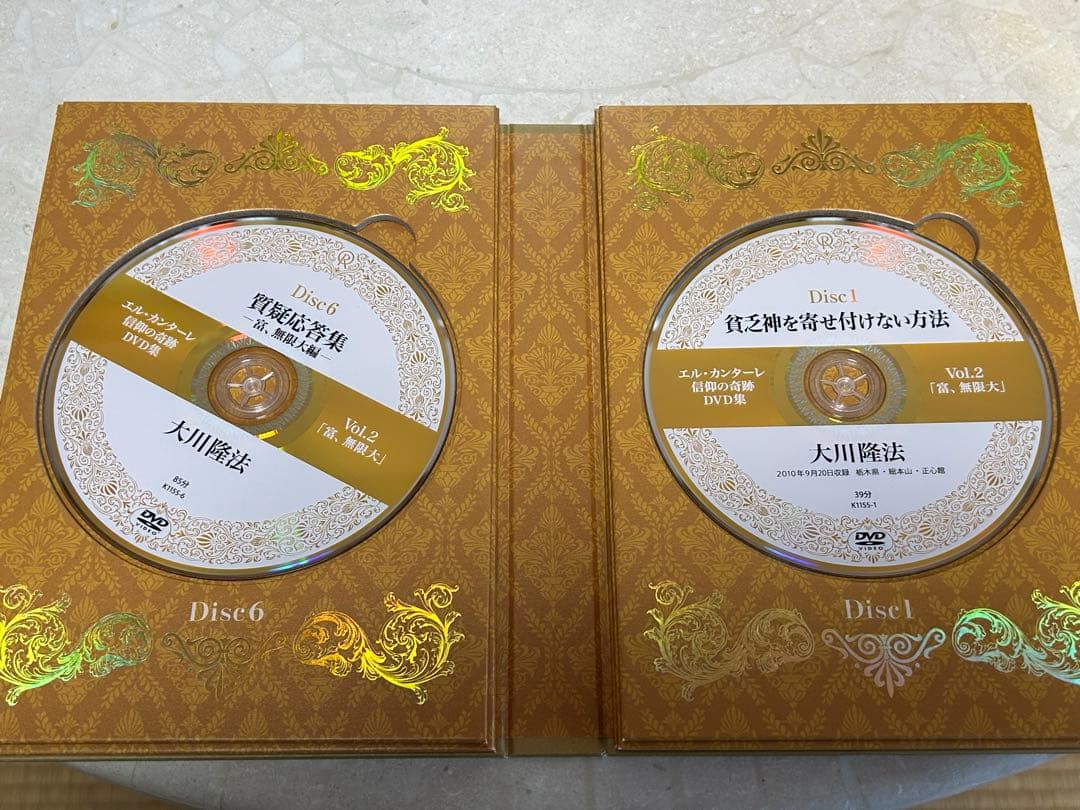 Disc6
質疑応答集
―富、無限大編―
エル・カンターレ
信仰の奇跡
DVD集
Vol.2
「富、無限大」
大川隆法
85分
K1155-6
DVD
VIDEO
Disc6
R
Disc1
貧乏神を寄せ付けない方法
エル・カンターレ
信仰の奇跡
DVD集
Vol.2
「富、無限大」
大川隆法
2010年9月20日収録 栃木県・総本山・正心館
39分
K1155-1
DVD
VIDEO
Disc1